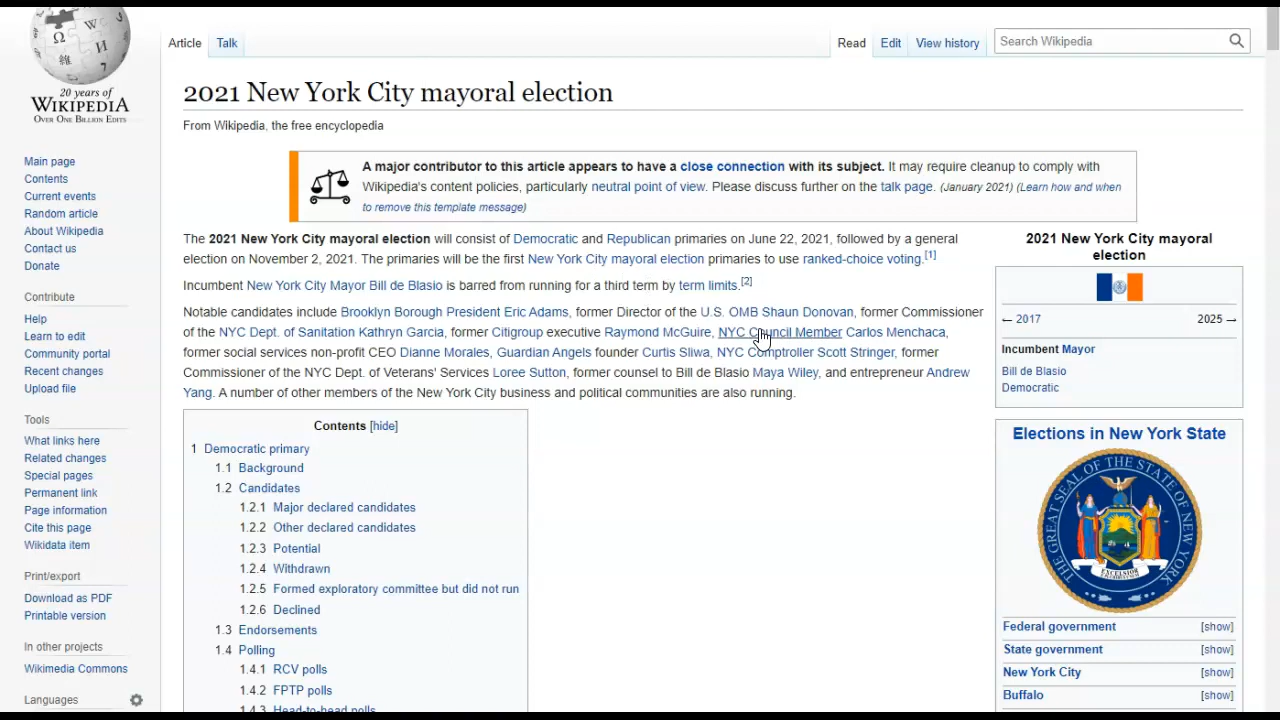 20 years of
WIKIPEDIA
OVER ONE BILLION EDITS
Main page
Contents
Current events
Random article
About Wikipedia
Contact us
Donate
Contribute
Help
Learn to edit
Community portal
Recent changes
Upload file
Tools
What links here
Related changes
Special pages
Permanent link
Page information
Cite this page
Wikidata item
Print/export
Download as PDF
Printable version
In other projects
Wikimedia Commons
Languages
Article Talk
Read Edit View history Search Wikipedia
2021 New York City mayoral election
From Wikipedia, the free encyclopedia
A major contributor to this article appears to have a close connection with its subject. It may require cleanup to comply with
Wikipedia's content policies, particularly neutral point of view. Please discuss further on the talk page. (January 2021) (Learn how and when
to remove this template message)
The 2021 New York City mayoral election will consist of Democratic and Republican primaries on June 22, 2021, followed by a general
election on November 2, 2021. The primaries will be the first New York City mayoral election primaries to use ranked-choice voting.[1]
Incumbent New York City Mayor Bill de Blasio is barred from running for a third term by term limits.[2]
Notable candidates include Brooklyn Borough President Eric Adams, former Director of the U.S. OMB Shaun Donovan, former Commissioner
of the NYC Dept. of Sanitation Kathryn Garcia, former Citigroup executive Raymond McGuire, NYC Council Member Carlos Menchaca,
former social services non-profit CEO Dianne Morales, Guardian Angels founder Curtis Sliwa, NYC Comptroller Scott Stringer, former
Commissioner of the NYC Dept. of Veterans' Services Loree Sutton, former counsel to Bill de Blasio Maya Wiley, and entrepreneur Andrew
Yang. A number of other members of the New York City business and political communities are also running.
Contents [hide]
1 Democratic primary
1.1 Background
1.2 Candidates
1.2.1 Major declared candidates
1.2.2 Other declared candidates
1.2.3 Potential
1.2.4 Withdrawn
1.2.5 Formed exploratory committee but did not run
1.2.6 Declined
1.3 Endorsements
1.4 Polling
1.4.1 RCV polls
1.4.2 FPTP polls
1.4.3 Head-to-head polls
2021 New York City mayoral
election
← 2017 2025 →
Incumbent Mayor
Bill de Blasio
Democratic
Elections in New York State
THE GREAT SEAL OF THE STATE OF NEW YORK
EXCELSIOR
Federal government [show]
State government [show]
New York City [show]
Buffalo [show]